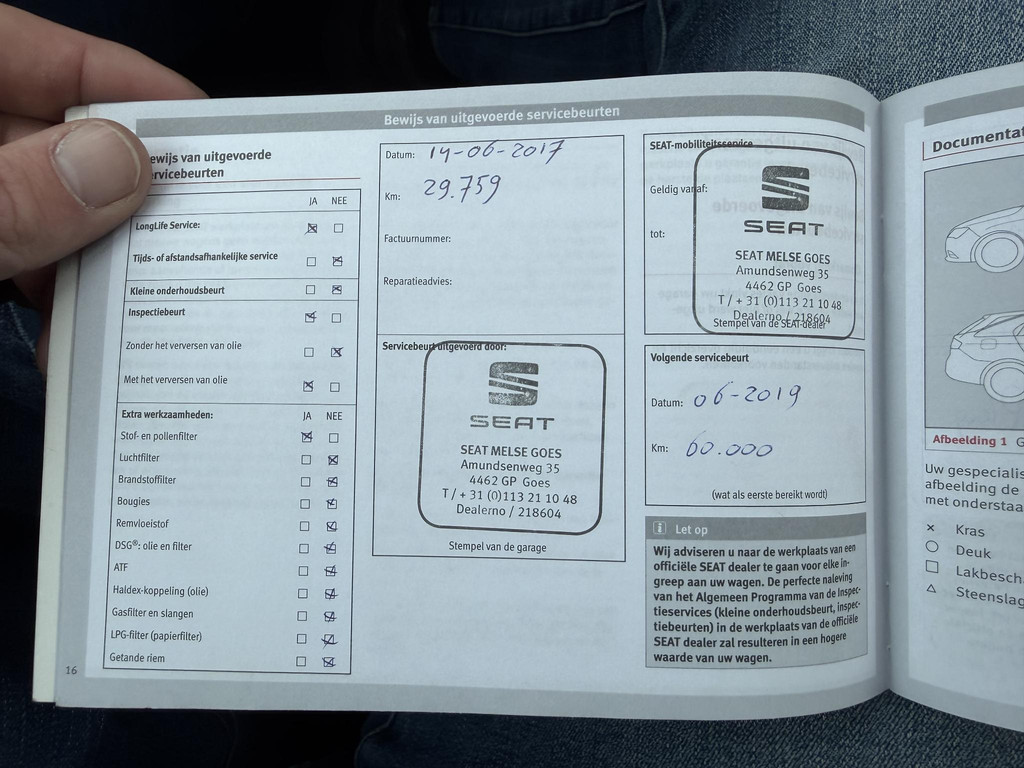 Bewijs van uitgevoerde servicebeurten
ewijs van uitgevoerde
rvicebeurten
JA NEE
LongLife Service:
Tijds- of afstandsafhankelijke service
Kleine onderhoudsbeurt
Inspectiebeurt
Zonder het verversen van olie
Met het verversen van olie
Extra werkzaamheden: JA NEE
Stof- en pollenfilter
Luchtfilter
Brandstoffilter
Bougies
Remvloeistof
DSG®: olie en filter
ATF
Haldex-koppeling (olie)
Gasfilter en slangen
LPG-filter (papierfilter)
Getande riem
16
Datum: 14-06-2017
Km: 29.759
Factuurnummer:
Reparatieadvies:
Servicebeurt uitgevoerd door:
SEAT
SEAT MELSE GOES
Amundsenweg 35
4462 GP Goes
T / + 31 (0)113 21 10 48
Dealerno / 218604
Stempel van de garage
SEAT-mobiliteitsservice
Geldig vanaf:
tot:
SEAT
SEAT MELSE GOES
Amundsenweg 35
4462 GP Goes
T / + 31 (0)113 21 10 48
Dealerno / 218604
Stempel van de SEAT-dealer
Volgende servicebeurt
Datum: 06-2019
Km: 60.000
(wat als eerste bereikt wordt)
i Let op
Wij adviseren u naar de werkplaats van een
officiële SEAT dealer te gaan voor elke in-
greep aan uw wagen. De perfecte naleving
van het Algemeen Programma van de Inspec-
tieservices (kleine onderhoudsbeurt, inspec-
tiebeurten) in de werkplaats van de officiële
SEAT dealer zal resulteren in een hogere
waarde van uw wagen.
Documentat
Afbeelding 1 G
Uw gespecialis
afbeelding de
met onderstaa
× Kras
○ Deuk
□ Lakbesch
△ Steenslag